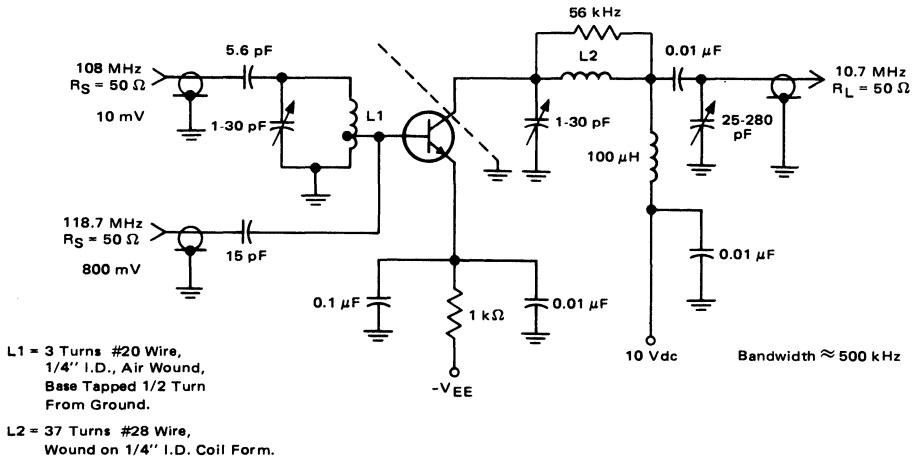 56 kHz
5.6 pF
L2
0.01 µF
108 MHz
RS = 50 Ω
10 mV
10.7 MHz
RL = 50 Ω
1-30 pF
L1
1-30 pF
25-280
pF
100 µH
118.7 MHz
RS = 50 Ω
800 mV
15 pF
0.01 µF
0.1 µF
1 kΩ
0.01 µF
-VEE
10 Vdc
Bandwidth ≈ 500 kHz
L1 = 3 Turns #20 Wire,
1/4'' I.D., Air Wound,
Base Tapped 1/2 Turn
From Ground.
L2 = 37 Turns #28 Wire,
Wound on 1/4'' I.D. Coil Form.